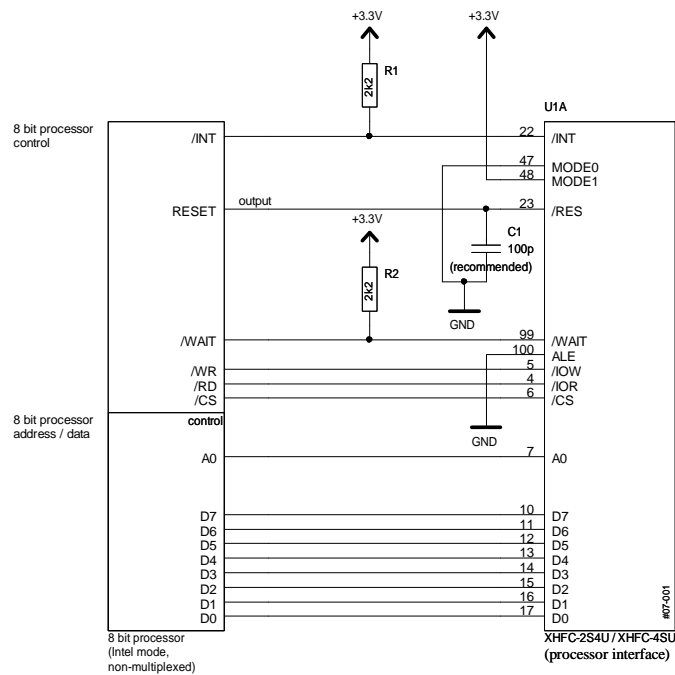 +3.3V
+3.3V
R1
2k2
U1A
8 bit processor
control
/INT
22
/INT
47
MODE0
48
MODE1
RESET
output
23
/RES
+3.3V
C1
100p
(recommended)
R2
2k2
GND
/WAIT
99
/WAIT
100
ALE
/WR
5
/IOW
/RD
4
/IOR
/CS
6
/CS
8 bit processor
address / data
control
GND
A0
7
A0
D7
10
D7
D6
11
D6
D5
12
D5
D4
13
D4
D3
14
D3
D2
15
D2
D1
16
D1
D0
17
D0
#07-001
8 bit processor
(Intel mode,
non-multiplexed)
XHFC-2S4U / XHFC-4SU
(processor interface)